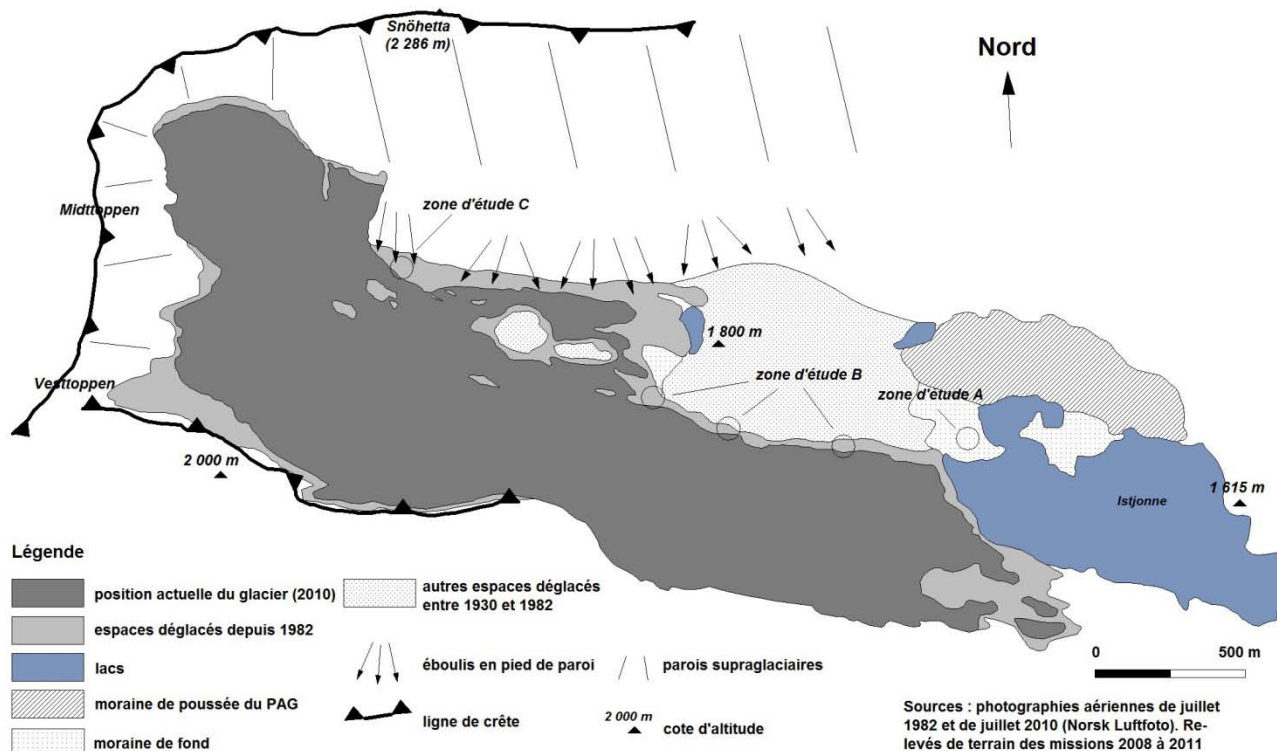 Snöhetta
(2 286 m)
Nord
zone d'étude C
Midttoppen
1 800 m
zone d'étude B
Vesttoppen
zone d'étude A
2 000 m
1 615 m
Istjonne
Légende
position actuelle du glacier (2010)
autres espaces déglacés
entre 1930 et 1982
espaces déglacés depuis 1982
lacs
éboulis en pied de paroi
parois supraglaciaires
0 500 m
moraine de poussée du PAG
ligne de crête
2 000 m
cote d'altitude
moraine de fond
Sources : photographies aériennes de juillet
1982 et de juillet 2010 (Norsk Luftfoto). Re-
levés de terrain des missions 2008 à 2011